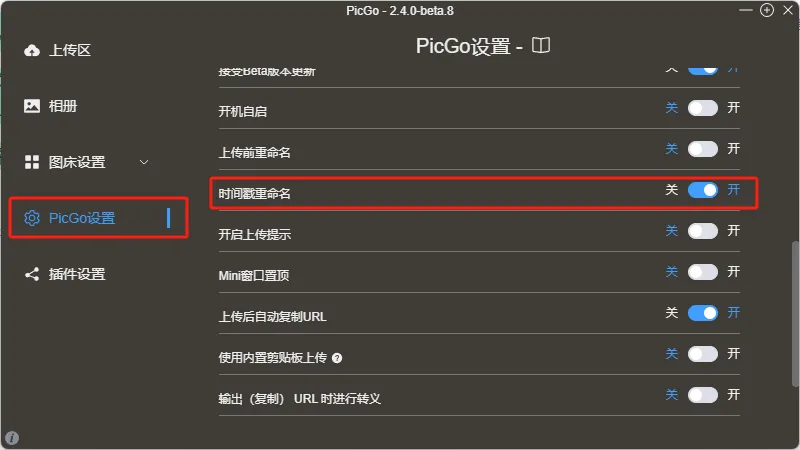 PicGo - 2.4.0-beta.8
上传区
相册
图床设置
PicGo设置
插件设置
PicGo设置 -
接受Beta版本更新 关 开
开机自启 关 开
上传前重命名 关 开
时间戳重命名 关 开
开启上传提示 关 开
Mini窗口置顶 关 开
上传后自动复制URL 关 开
使用内置剪贴板上传 ? 关 开
输出（复制） URL 时进行转义 关 开